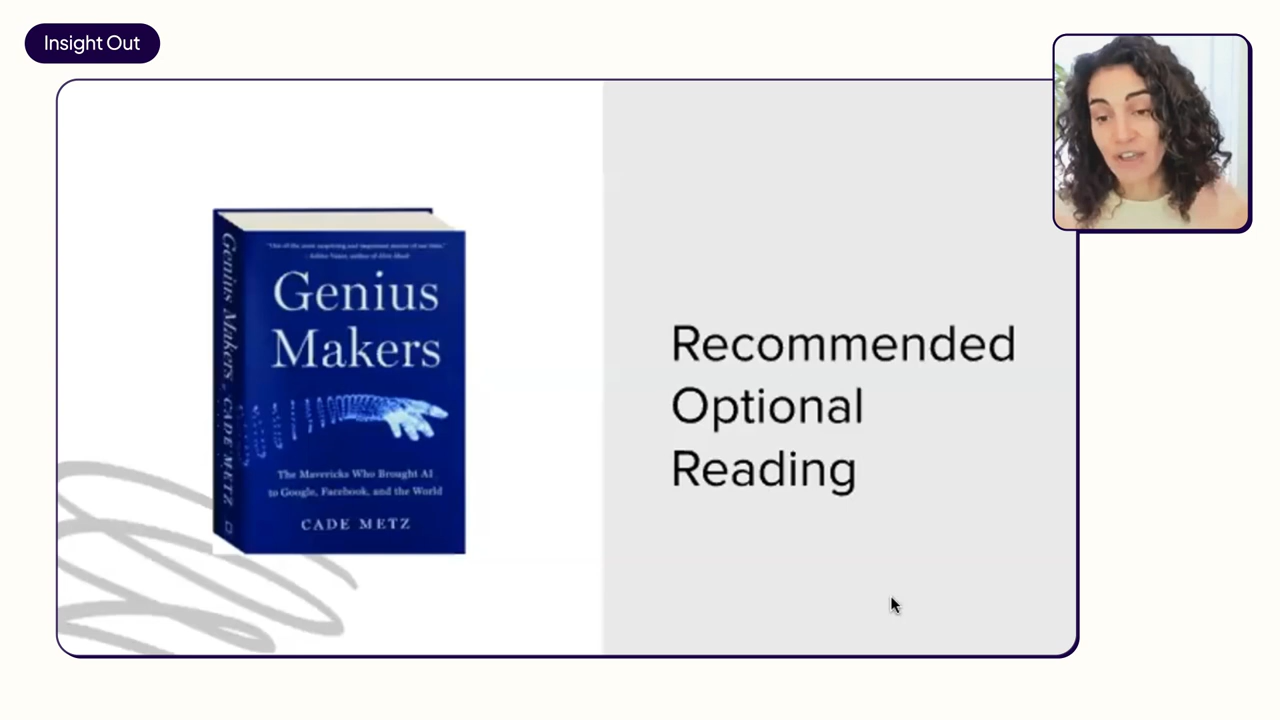 Insight Out
Genius
Makers
The Mavericks Who Brought AI
to Google, Facebook, and the World
CADE METZ
Genius Makers
CADE METZ
Recommended
Optional
Reading